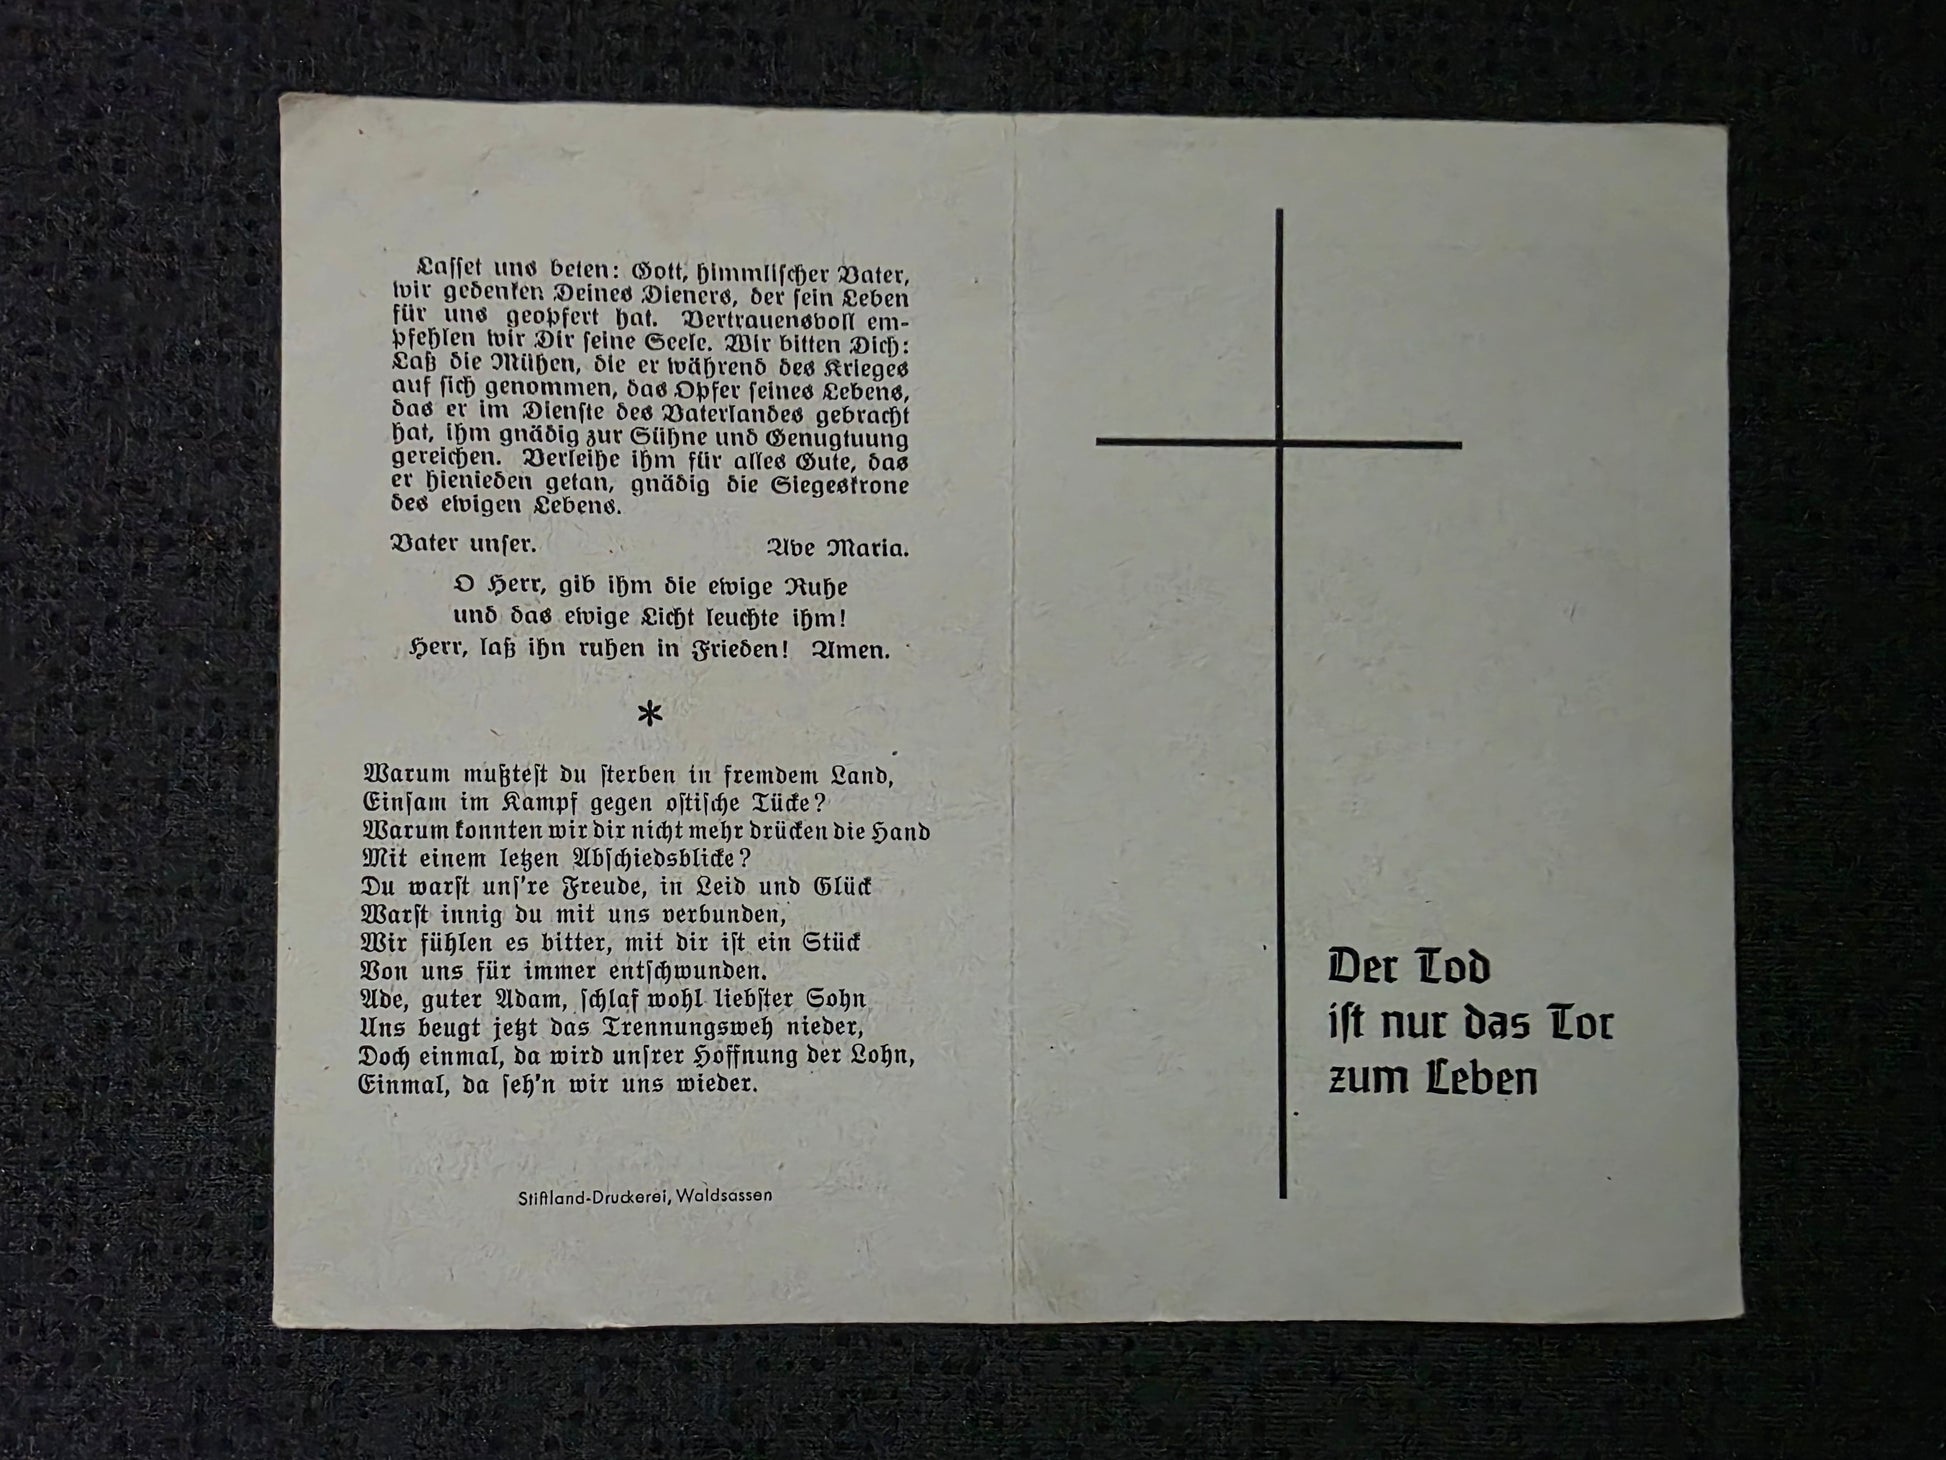 Lasset uns beten: Gott, himmlischer Vater,
wir gedenken Deines Dieners, der sein Leben
für uns geopfert hat. Vertrauensvoll em-
pfehlen wir Dir seine Seele. Wir bitten Dich:
Laß die Mühen, die er während des Krieges
auf sich genommen, das Opfer seines Lebens,
das er im Dienste des Vaterlandes gebracht
hat, ihm gnädig zur Sühne und Genugtuung
gereichen. Verleihe ihm für alles Gute, das
er hienieden getan, gnädig die Siegeskrone
des ewigen Lebens.
Vater unser. Ave Maria.
O Herr, gib ihm die ewige Ruhe
und das ewige Licht leuchte ihm!
Herr, laß ihn ruhen in Frieden! Amen.
*
Warum mußtest du sterben in fremdem Land,
Einsam im Kampf gegen ostische Tücke?
Warum konnten wir dir nicht mehr drücken die Hand
Mit einem letzen Abschiedsblicke?
Du warst uns're Freude, in Leid und Glück
Warst innig du mit uns verbunden,
Wir fühlen es bitter, mit dir ist ein Stück
Von uns für immer entschwunden.
Ade, guter Adam, schlaf wohl liebster Sohn
Uns beugt jetzt das Trennungsweh nieder,
Doch einmal, da wird unsrer Hoffnung der Lohn,
Einmal, da seh'n wir uns wieder.
Stiftland-Druckerei, Waldsassen
Der Tod
ist nur das Tor
zum Leben